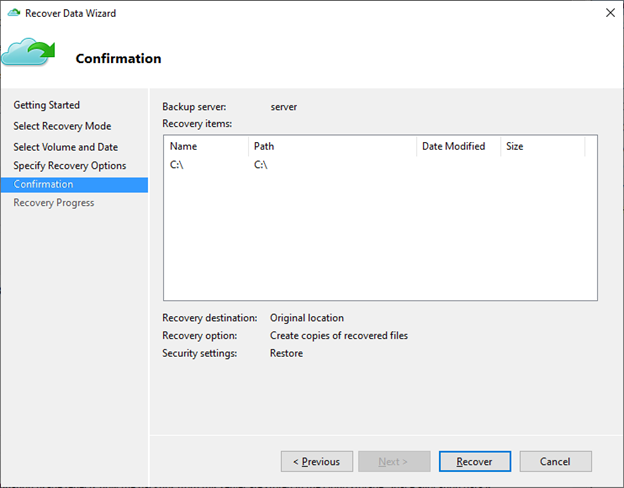 Recover Data Wizard
Confirmation
Getting Started
Select Recovery Mode
Select Volume and Date
Specify Recovery Options
Confirmation
Recovery Progress
Backup server: server
Recovery items:
Name Path Date Modified Size
C:\ C:\
Recovery destination: Original location
Recovery option: Create copies of recovered files
Security settings: Restore
< Previous Next > Recover Cancel